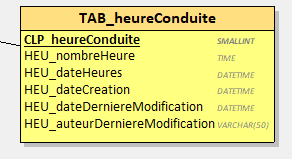 TAB_heureConduite
CLP_heureConduite SMALLINT
HEU_nombreHeure TIME
HEU_dateHeures DATETIME
HEU_dateCreation DATETIME
HEU_dateDerniereModification DATETIME
HEU_auteurDerniereModification VARCHAR(50)